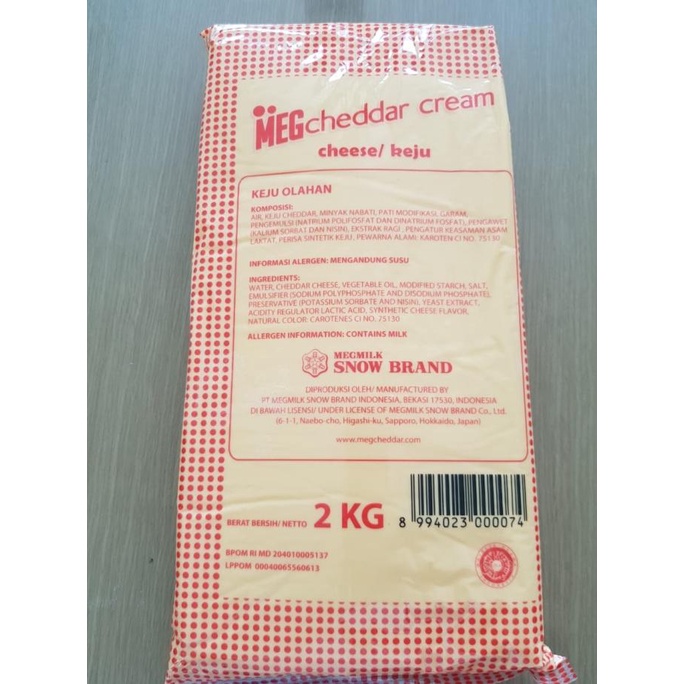 MEGcheddar cream
cheese/ keju
KEJU OLAHAN
KOMPOSISI:
AIR, KEJU CHEDDAR, MINYAK NABATI, PATI MODIFIKASI, GARAM,
PENGEMULSI (NATRIUM POLIFOSFAT DAN DINATRIUM FOSFAT), PENGAWET
(KALIUM SORBAT DAN NISIN), EKSTRAK RAGI, PENGATUR KEASAMAN ASAM
LAKTAT, PERISA SINTETIK KEJU, PEWARNA ALAMI: KAROTEN CI NO. 75130
INFORMASI ALERGEN: MENGANDUNG SUSU
INGREDIENTS:
WATER, CHEDDAR CHEESE, VEGETABLE OIL, MODIFIED STARCH, SALT,
EMULSIFIER (SODIUM POLYPHOSPHATE AND DISODIUM PHOSPHATE),
PRESERVATIVE (POTASSIUM SORBATE AND NISIN), YEAST EXTRACT,
ACIDITY REGULATOR LACTIC ACID, SYNTHETIC CHEESE FLAVOR,
NATURAL COLOR: CAROTENES CI NO. 75130
ALLERGEN INFORMATION: CONTAINS MILK
MEGMILK
SNOW BRAND
DIPRODUKSI OLEH/ MANUFACTURED BY
PT MEGMILK SNOW BRAND INDONESIA, BEKASI 17530, INDONESIA
DI BAWAH LISENSI/ UNDER LICENSE OF MEGMILK SNOW BRAND Co., Ltd.
(6-1-1, Naebo-cho, Higashi-ku, Sapporo, Hokkaido, Japan)
www.megcheddar.com
BERAT BERSIH/ NETTO 2 KG
8 994023 000074
BPOM RI MD 204010005137
LPPOM 00040065560613